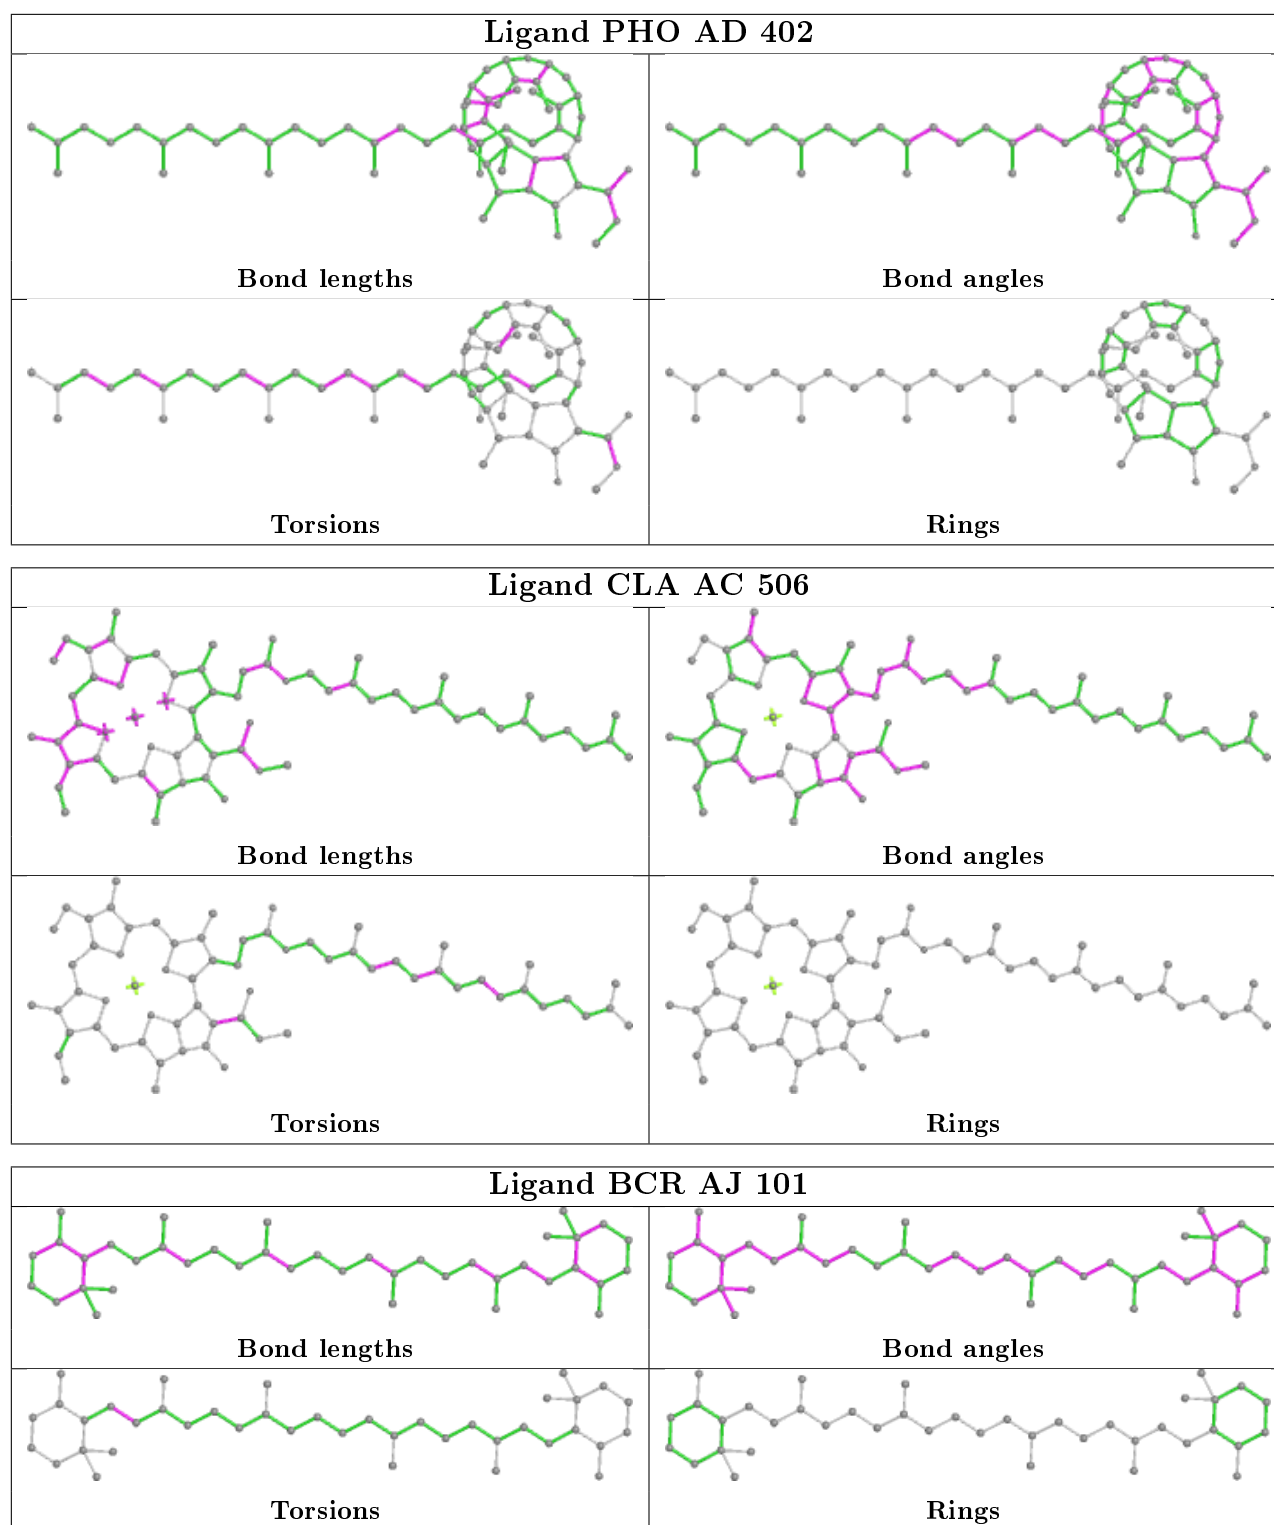 Ligand PHO AD 402
Bond lengths
Bond angles
Torsions
Rings
Ligand CLA AC 506
Bond lengths
Bond angles
Torsions
Rings
Ligand BCR AJ 101
Bond lengths
Bond angles
Torsions
Rings